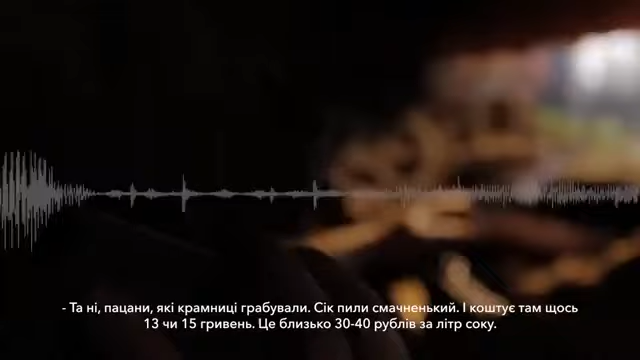 - Та ні, пацани, які крамниці грабували. Сік пили смачненький. І коштує там щось
13 чи 15 гривень. Це близько 30-40 рублів за літр соку.